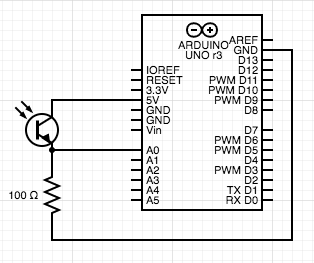 ARDUINO
UNO r3
AREF
GND
D13
IOREF
D12
RESET
PWM D11
3.3V
PWM D10
5V
PWM D9
GND
D8
GND
Vin
D7
PWM D6
A0
PWM D5
A1
D4
A2
PWM D3
A3
D2
A4
TX D1
A5
RX D0
100 Ω